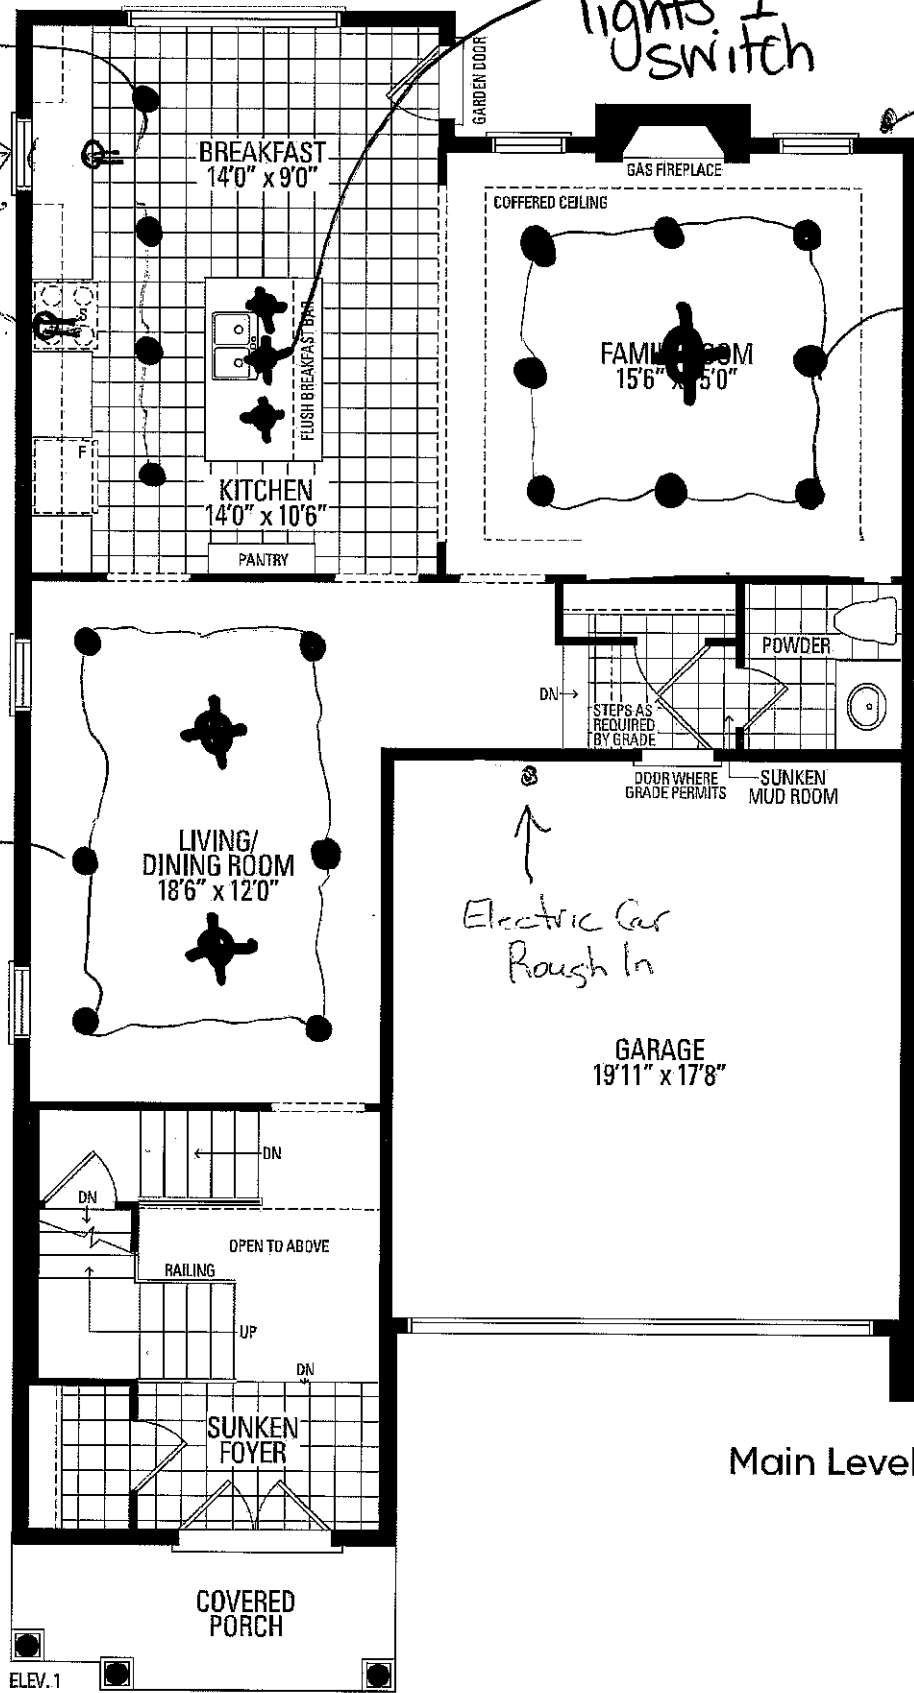 lights 1
switch
GARDEN DOOR
BREAKFAST
14'0" x 9'0"
GAS FIREPLACE
COFFERED CEILING
FLUSH BREAKFAST BAR
F
KITCHEN
14'0" x 10'6"
PANTRY
POWDER
DN
STEPS AS
REQUIRED
BY GRADE
DOOR WHERE
GRADE PERMITS
SUNKEN
MUD ROOM
LIVING/
DINING ROOM
18'6" x 12'0"
Electric Car
Rough In
GARAGE
19'11" x 17'8"
DN
DN
OPEN TO ABOVE
RAILING
UP
DN
SUNKEN
FOYER
Main Level
COVERED
PORCH
ELEV. 1